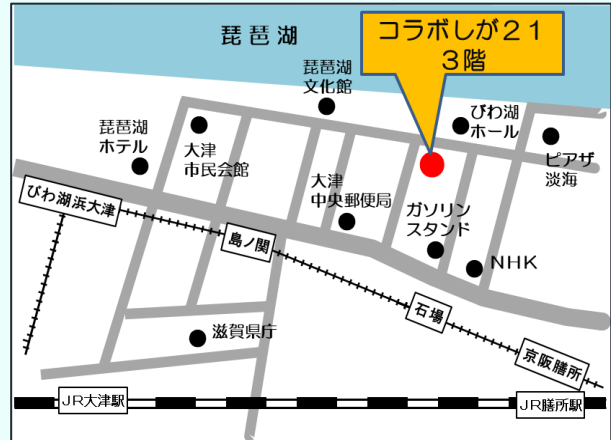 琵琶湖
コラボしが２１
３階
琵琶湖
文化館
びわ湖
ホール
琵琶湖
ホテル
大津
市民会館
ピアザ
淡海
びわ湖浜大津
大津
中央郵便局
ガソリン
スタンド
島ノ関
NHK
石場
滋賀県庁
京阪膳所
JR大津駅
JR膳所駅